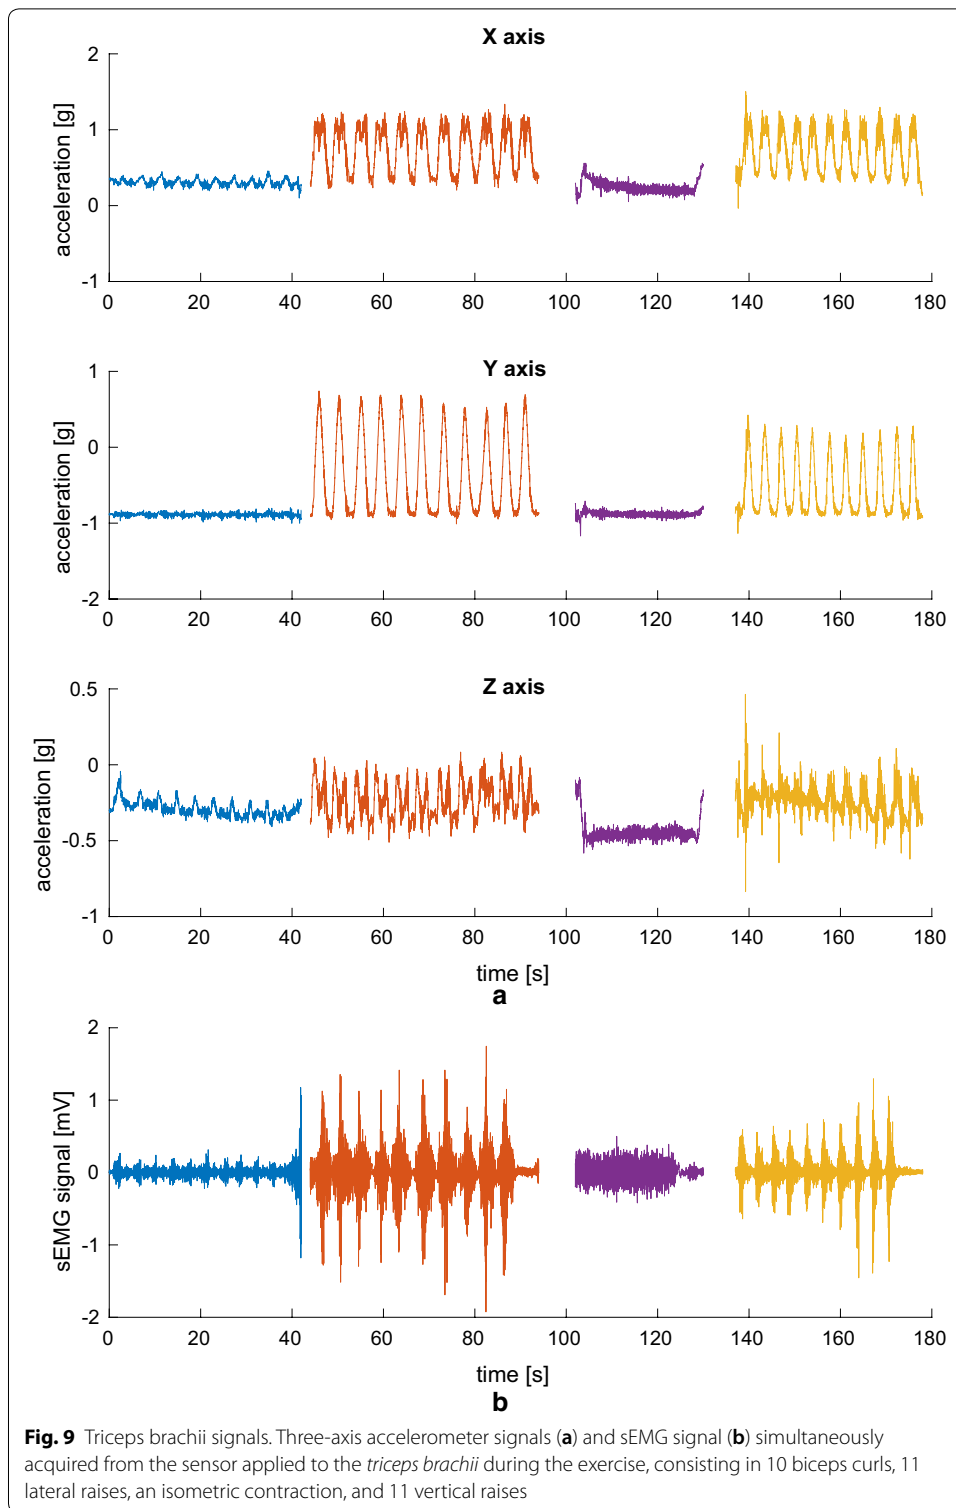 X axis
2
1
0
-1
acceleration [g]
0 20 40 60 80 100 120 140 160 180
Y axis
1
0
-1
-2
acceleration [g]
0 20 40 60 80 100 120 140 160 180
Z axis
0.5
0
-0.5
-1
acceleration [g]
0 20 40 60 80 100 120 140 160 180
time [s]
a
2
1
0
-1
-2
sEMG signal [mV]
0 20 40 60 80 100 120 140 160 180
time [s]
b
Fig. 9 Triceps brachii signals. Three-axis accelerometer signals (a) and sEMG signal (b) simultaneously
acquired from the sensor applied to the triceps brachii during the exercise, consisting in 10 biceps curls, 11
lateral raises, an isometric contraction, and 11 vertical raises